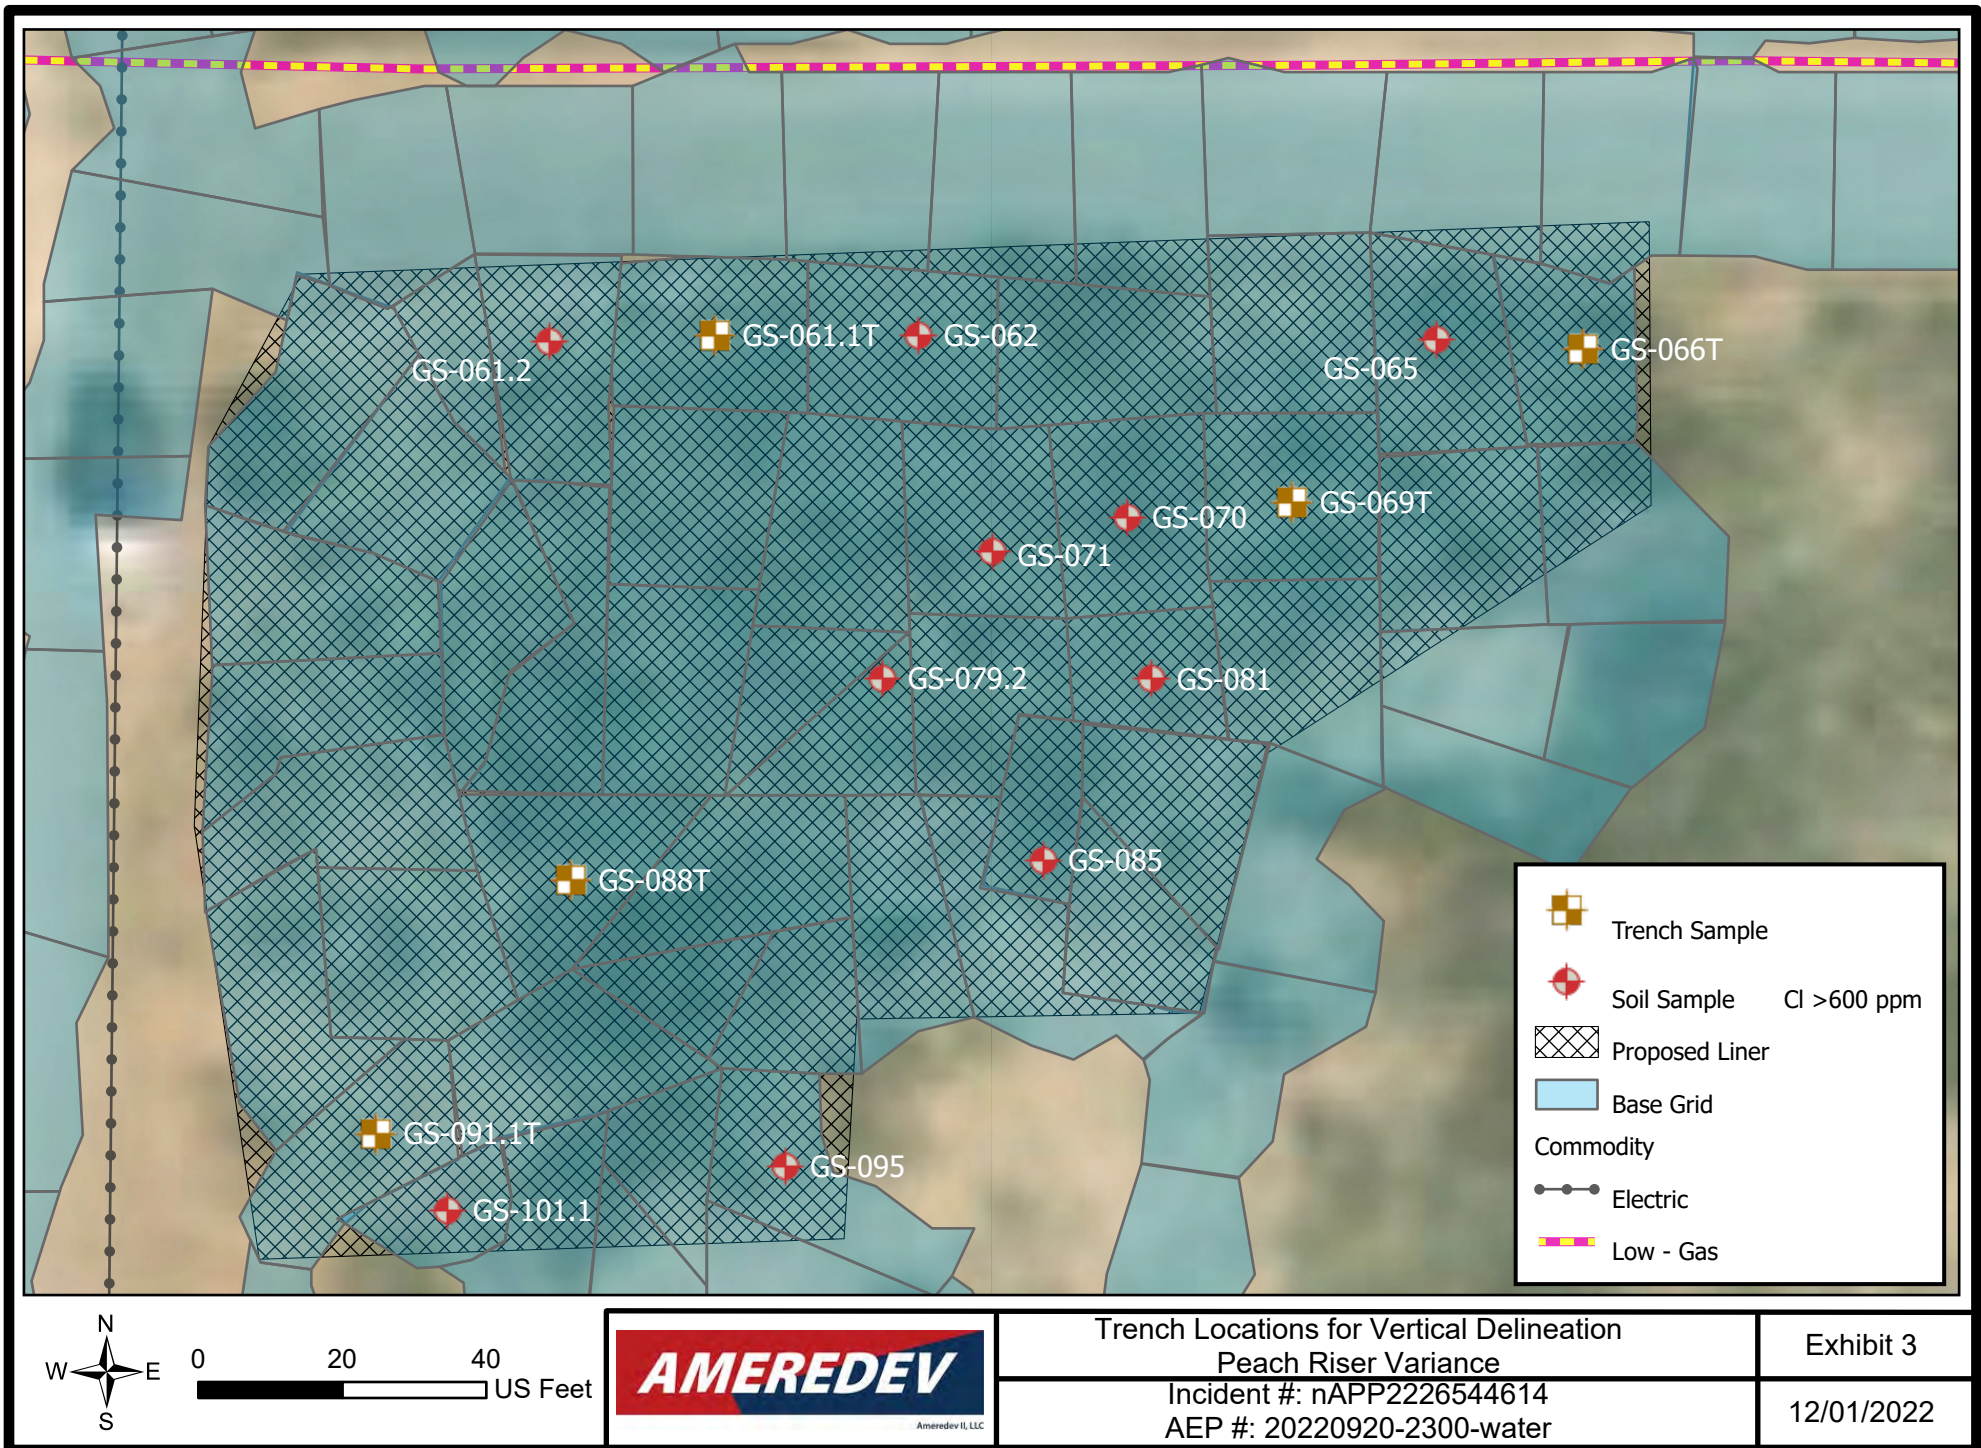 GS-061.2
GS-061.1T
GS-062
GS-065
GS-066T
GS-070
GS-069T
GS-071
GS-079.2
GS-081
GS-085
GS-088T
GS-091.1T
GS-095
GS-101.1
Trench Sample
Soil Sample Cl >600 ppm
Proposed Liner
Base Grid
Commodity
Electric
Low - Gas
N
W E
S
0 20 40
US Feet
AMEREDEV
Ameredev II, LLC
Trench Locations for Vertical Delineation
Peach Riser Variance
Incident #: nAPP2226544614
AEP #: 20220920-2300-water
Exhibit 3
12/01/2022